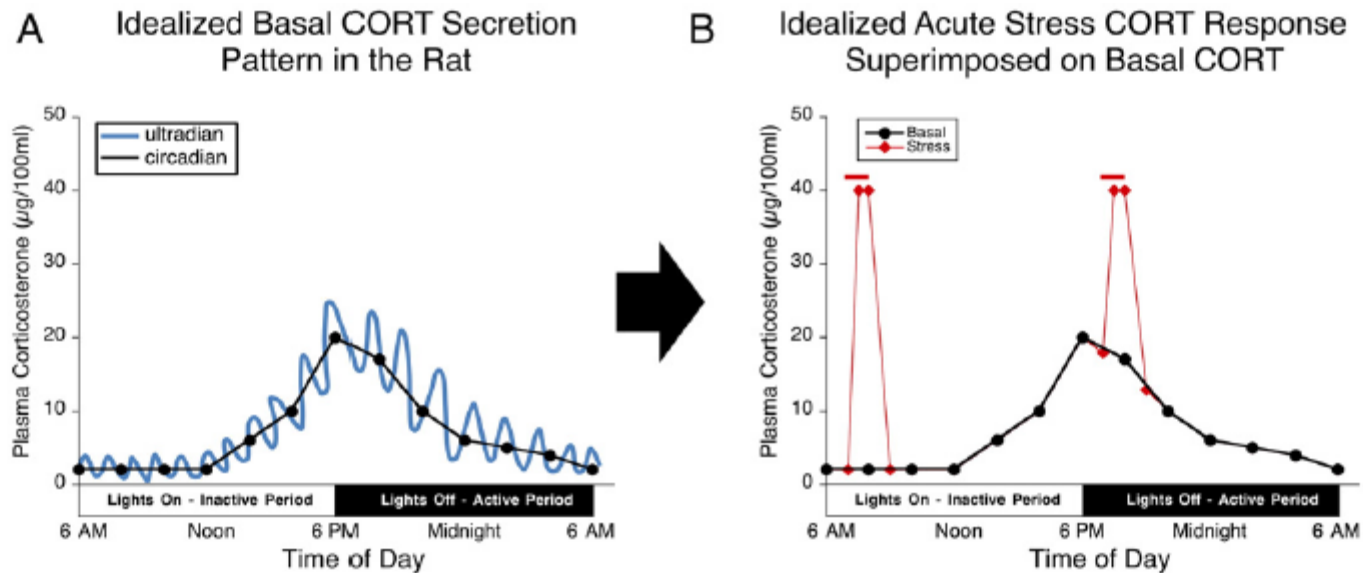 A
Idealized Basal CORT Secretion
Pattern in the Rat
Plasma Corticosterone (µg/100ml)
50
40
30
20
10
0
ultradian
circadian
Lights On - Inactive Period
Lights Off - Active Period
6 AM
Noon
6 PM
Midnight
6 AM
Time of Day
B
Idealized Acute Stress CORT Response
Superimposed on Basal CORT
Plasma Corticosterone (µg/100ml)
50
40
30
20
10
0
Basal
Stress
Lights On - Inactive Period
Lights Off - Active Period
6 AM
Noon
6 PM
Midnight
6 AM
Time of Day